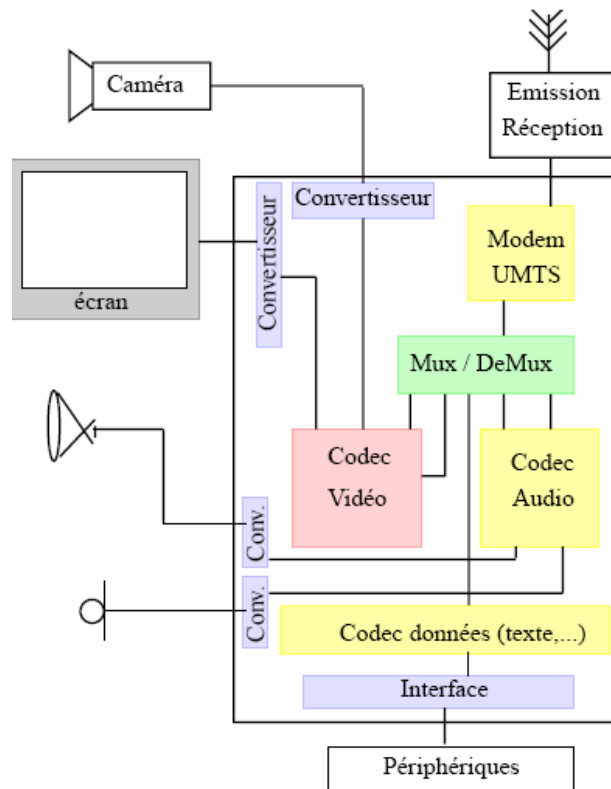 Caméra
Emission
Réception
Convertisseur
Convertisseur
Modem
UMTS
écran
Mux / DeMux
Codec
Vidéo
Codec
Audio
Conv.
Conv.
Codec données (texte,...)
Interface
Périphériques